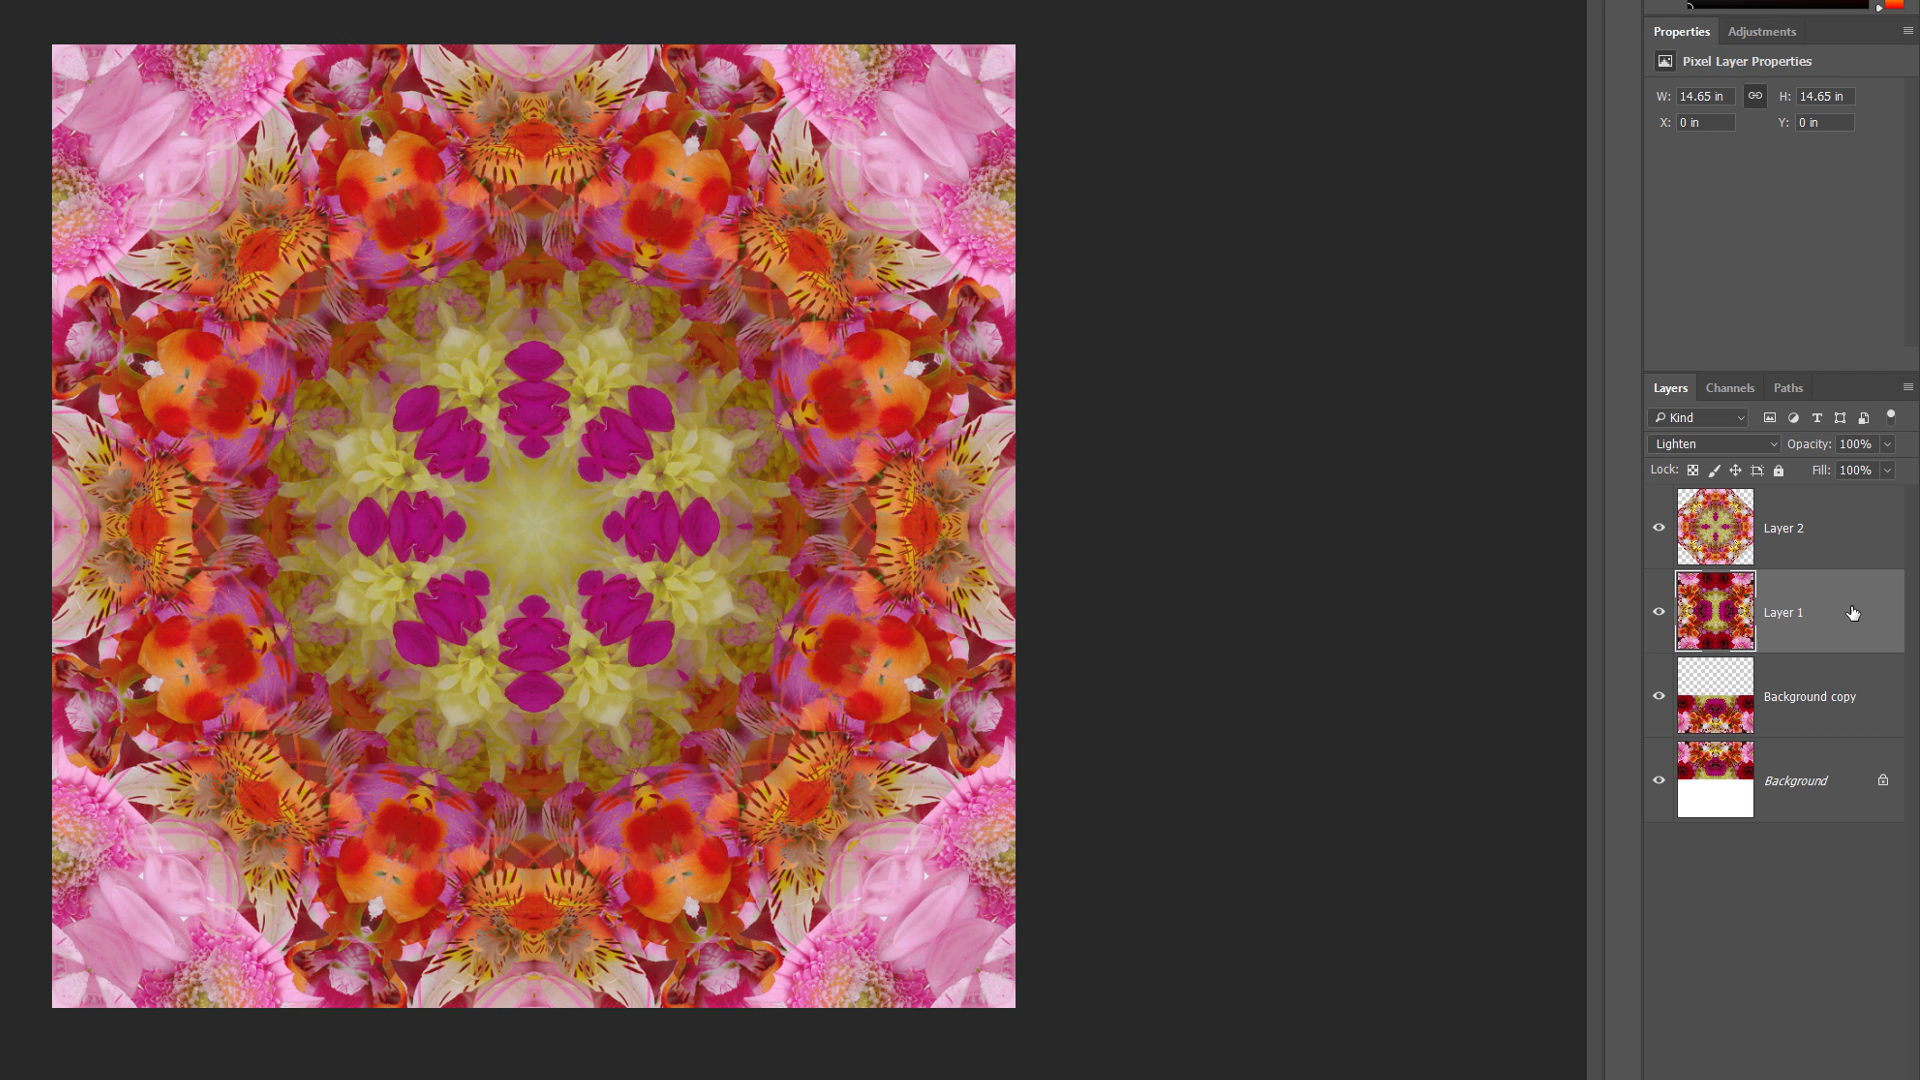 Properties Adjustments
Pixel Layer Properties
W: 14.65 in H: 14.65 in
X: 0 in Y: 0 in
Layers Channels Paths
Kind
Lighten Opacity: 100%
Lock: Fill: 100%
Layer 2
Layer 1
Background copy
Background